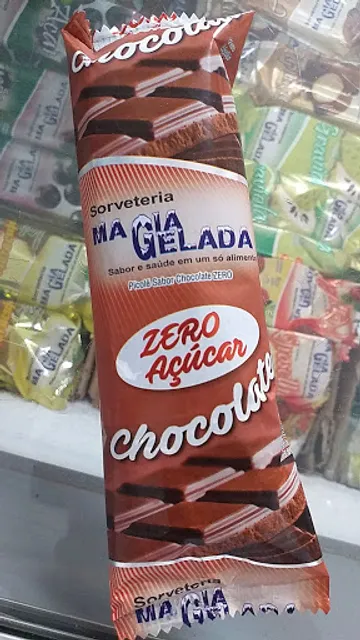 Chocolate
Sorveteria
MAGIA GELADA
Sabor e saúde em um só alimento
Picolé Sabor Chocolate ZERO
ZERO
AÇúcar
chocolate
Sorveteria
MAGIA GELADA